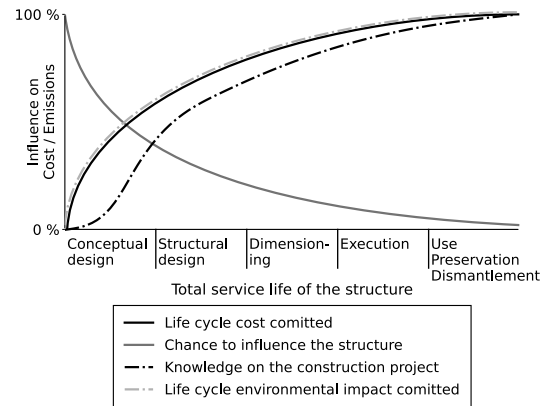 100 %
Influence on
Cost / Emissions
0 %
Conceptual
design
Structural
design
Dimension-
ing
Execution
Use
Preservation
Dismantlement
Total service life of the structure
Life cycle cost comitted
Chance to influence the structure
Knowledge on the construction project
Life cycle environmental impact comitted